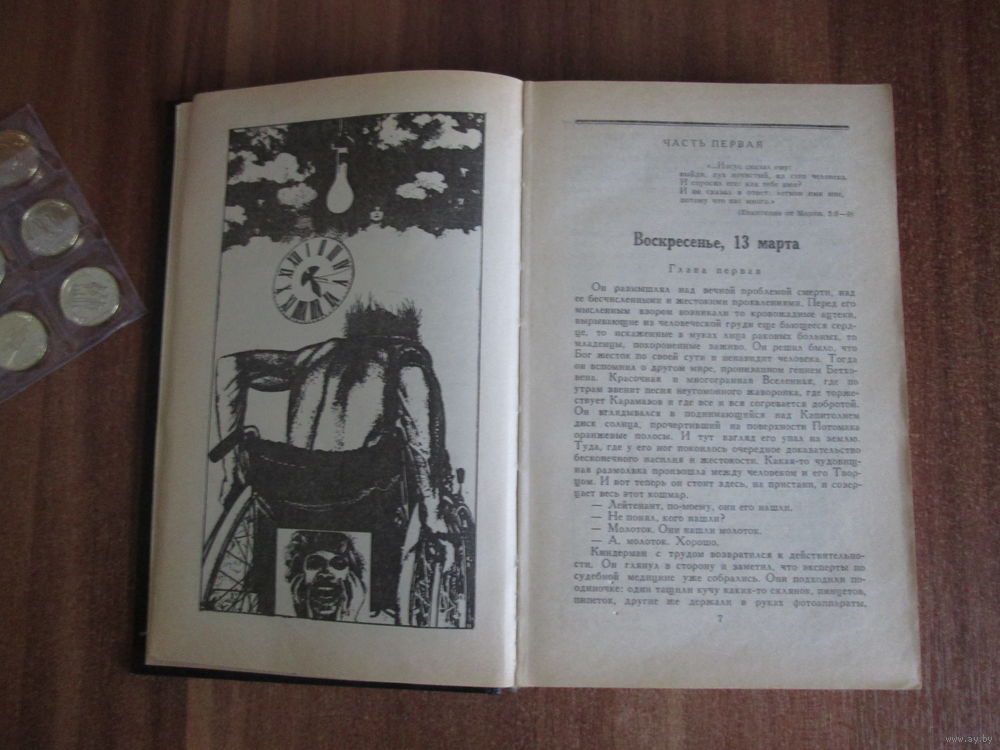 ЧАСТЬ ПЕРВАЯ
«...Иисус сказал ему:
выйди, дух нечистый, из сего человека.
И спросил его: как тебе имя?
И он сказал в ответ: легион имя мне,
потому что нас много.»
(Евангелие от Марка, 5:8—9)
Воскресенье, 13 марта
Глава первая
Он размышлял над вечной проблемой смерти, над
ее бесчисленными и жестокими проявлениями. Перед его
мысленным взором возникали то кровожадные ацтеки,
вырывающие из человеческой груди еще бьющееся серд-
це, то искаженные в муках лица раковых больных, то
младенцы, похороненные заживо. Он решил было, что
Бог жесток по своей сути и ненавидит человека. Тогда
он вспомнил о другом мире, пронизанном гением Бетхо-
вена. Красочная и многогранная Вселенная, где по
утрам звенит песня неугомонного жаворонка, где торже-
ствует Карамазов и где все и вся согревается добротой.
Он вглядывался в поднимающийся над Капитолием
диск солнца, прочертивший на поверхности Потомака
оранжевые полосы. И тут взгляд его упал на землю.
Туда, где у его ног покоилось очередное доказательство
бесконечного насилия и жестокости. Какая-то чудовищ-
ная размолвка произошла между человеком и его Твор-
цом. И вот теперь он стоит здесь, на пристани, и созер-
цает весь этот кошмар.
— Лейтенант, по-моему, они его нашли.
— Не понял, кого нашли?
— Молоток. Они нашли молоток.
— А, молоток. Хорошо.
Киндерман с трудом возвратился к действительно-
сти. Он глянул в сторону и заметил, что эксперты по
судебной медицине уже собрались. Они подходили по-
одиночке: одни тащили кучу каких-то склянок, пинцетов,
пипеток, другие же держали в руках фотоаппараты,
7
www.ay.by